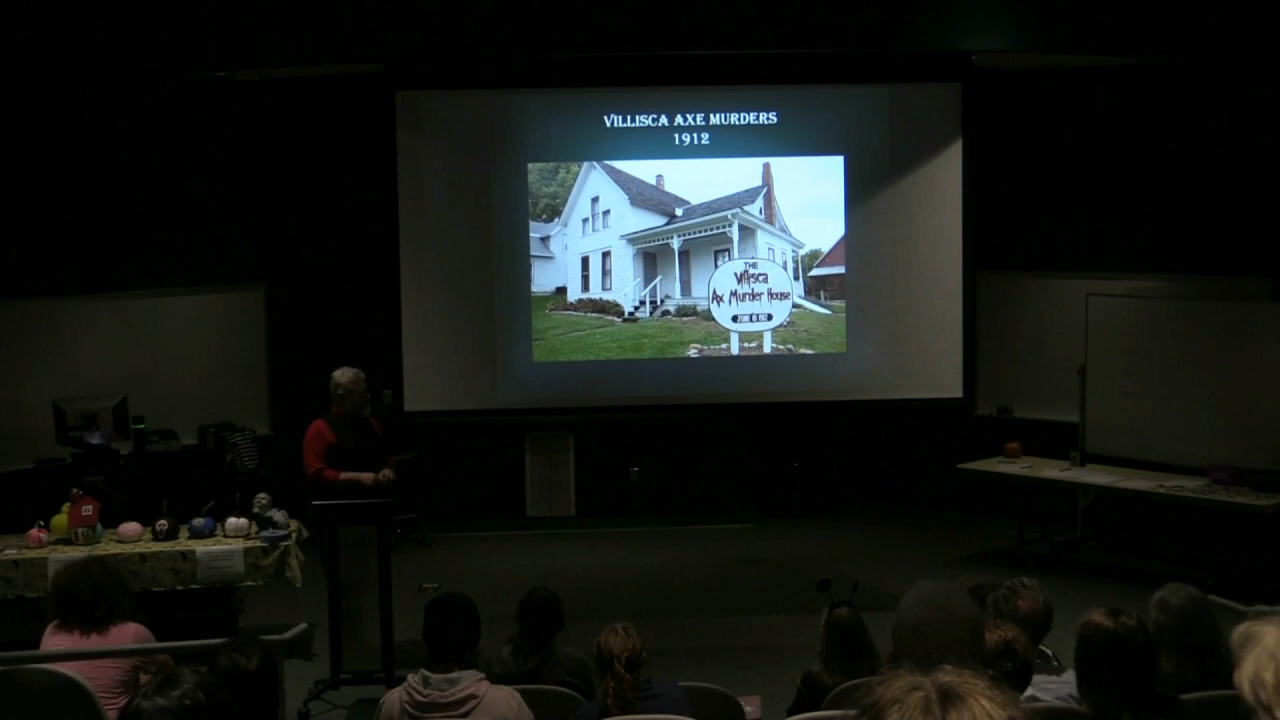 VILLISCA AXE MURDERS
1912
THE
Villisca
Ax Murder House
JUNE 10 1912